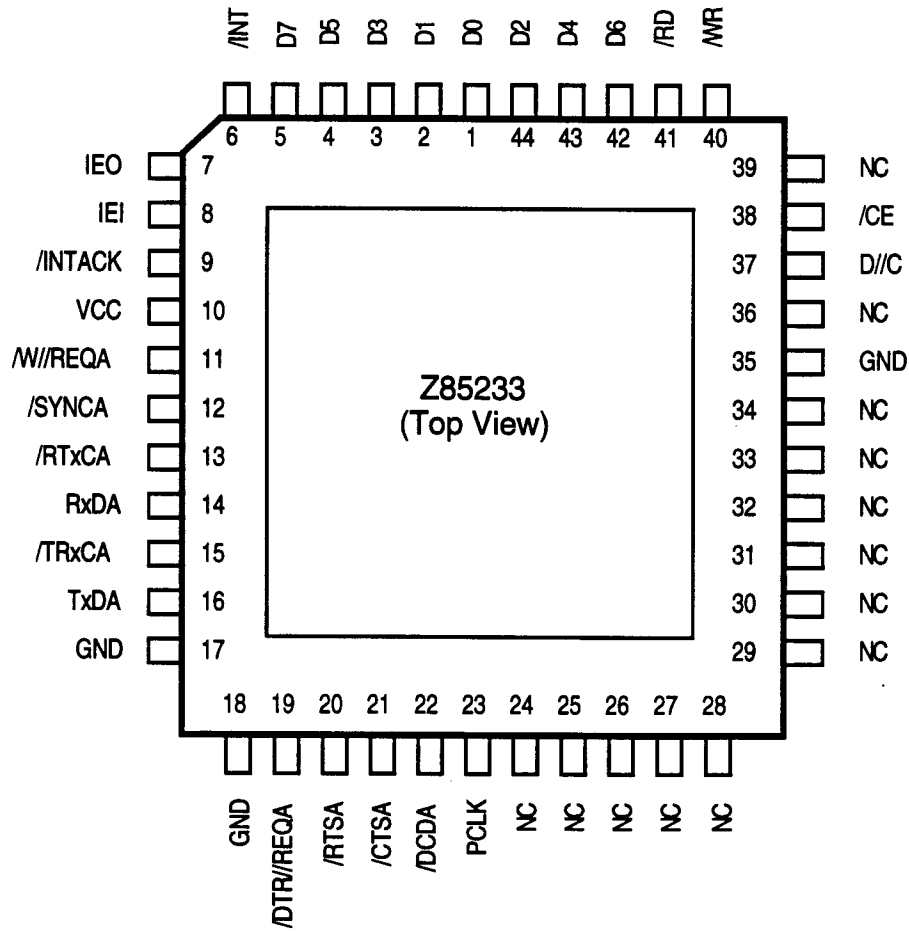 /INT D7 D5 D3 D1 D0 D2 D4 D6 /RD /WR
6 5 4 3 2 1 44 43 42 41 40
IEO 7 39 NC
IEI 8 38 /CE
/INTACK 9 37 D//C
VCC 10 36 NC
/W//REQA 11 35 GND
/SYNCA 12 34 NC
/RTxCA 13 33 NC
RxDA 14 32 NC
/TRxCA 15 31 NC
TxDA 16 30 NC
GND 17 29 NC
Z85233
(Top View)
18 19 20 21 22 23 24 25 26 27 28
GND /DTR//REQA /RTSA /CTSA /DCDA PCLK NC NC NC NC NC